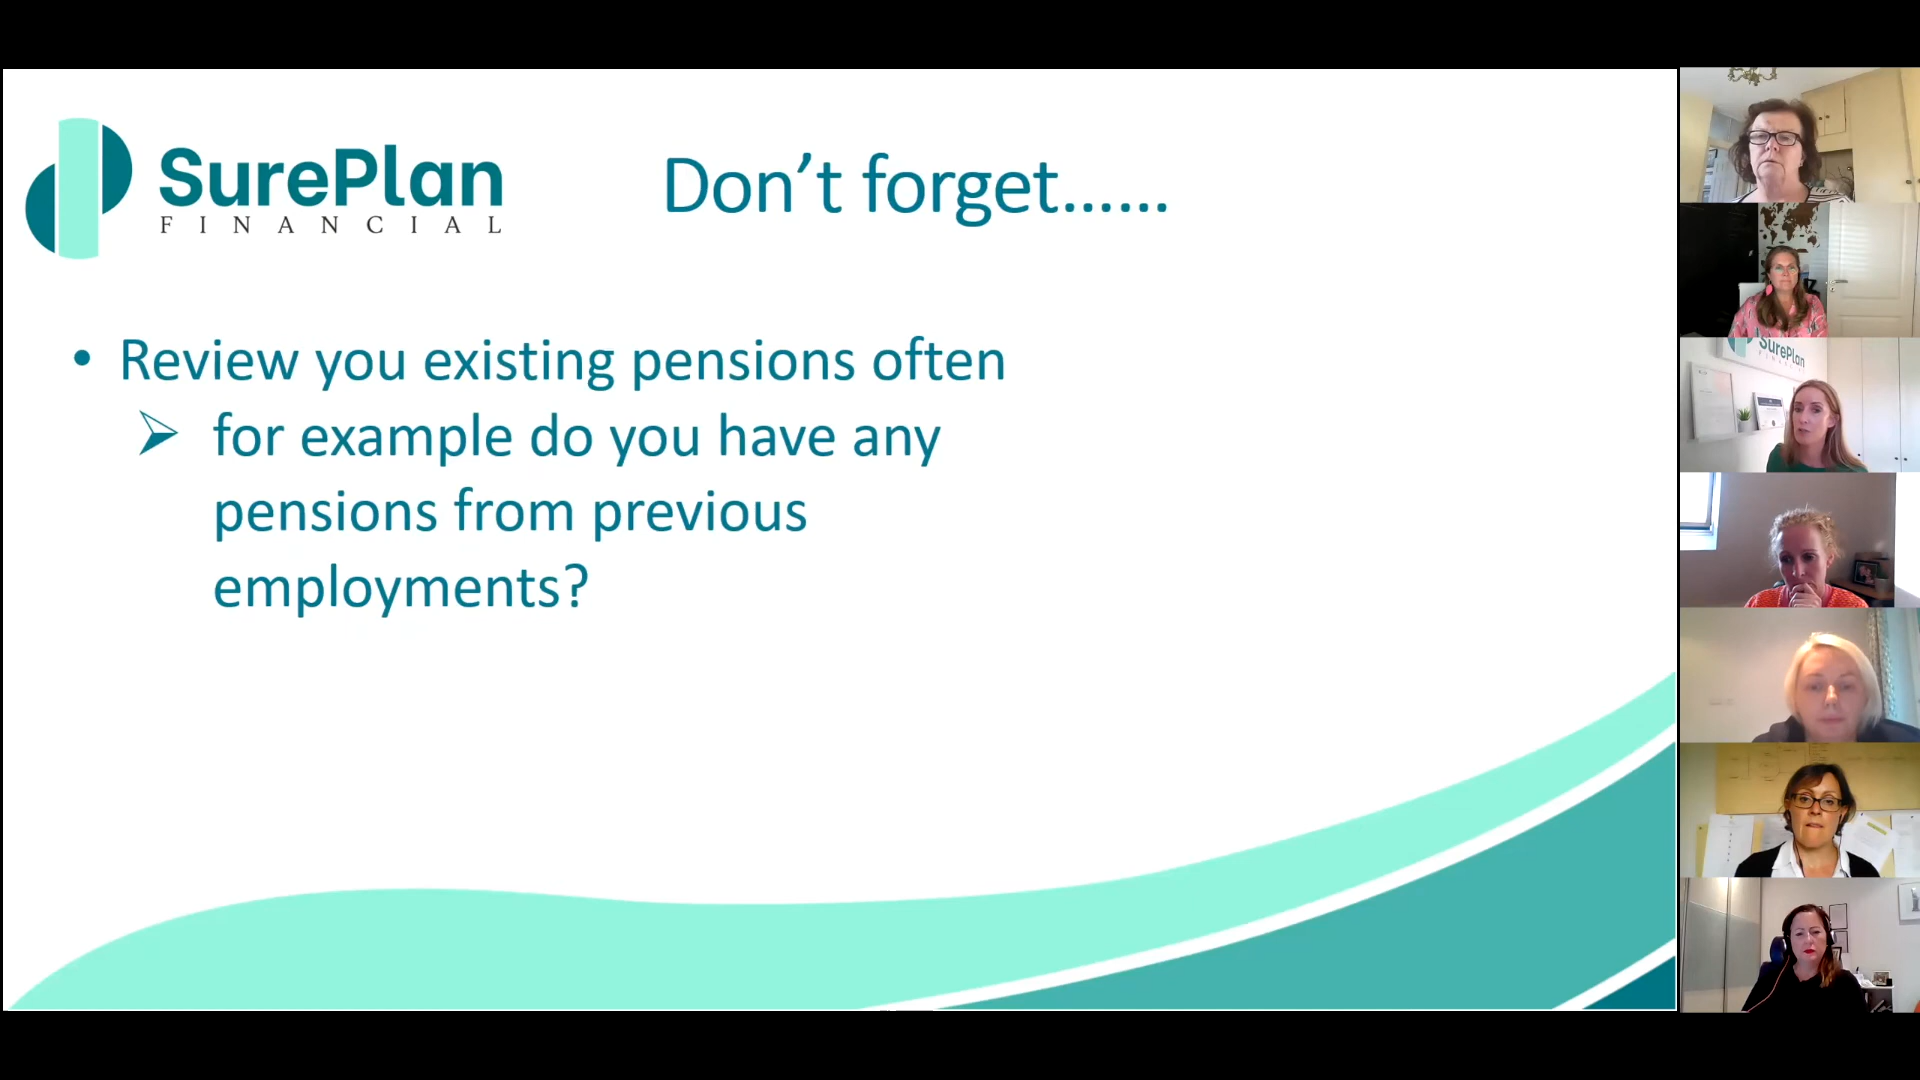 SurePlan
FINANCIAL
Don’t forget......
• Review you existing pensions often
➢ for example do you have any
pensions from previous
employments?
SurePlan